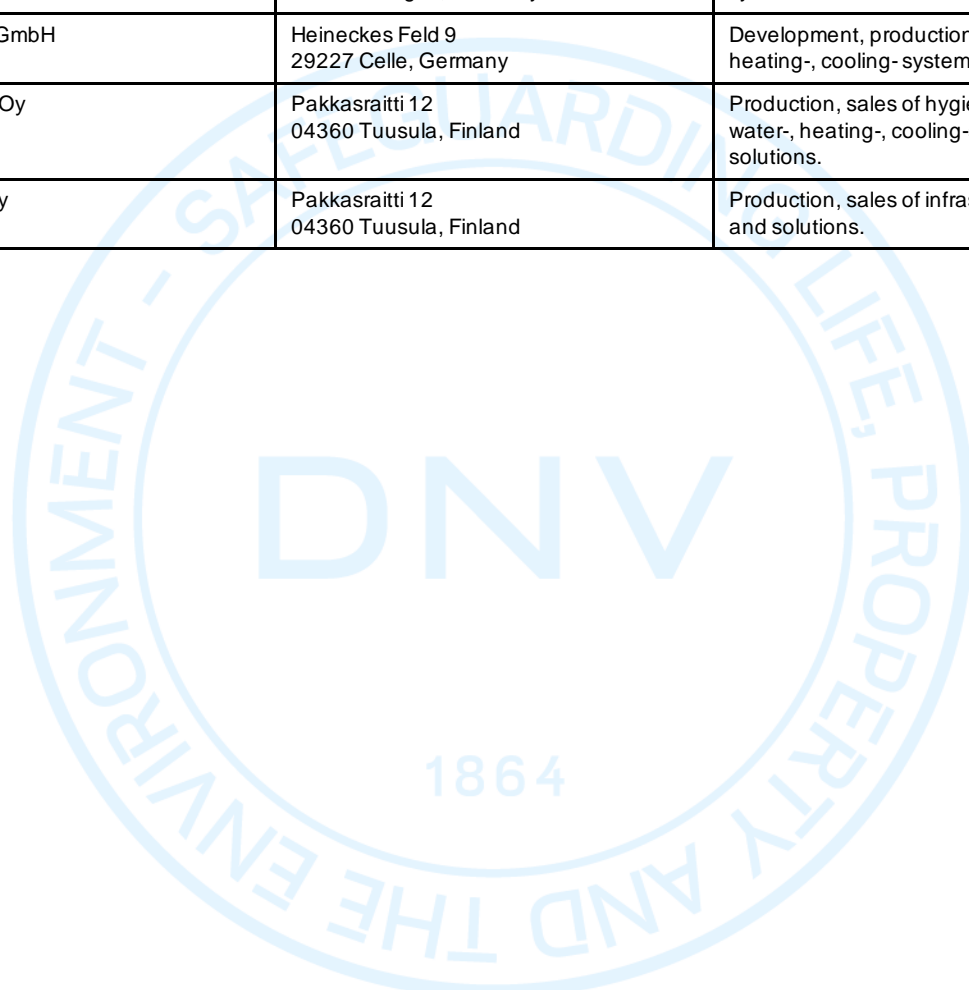 GmbH
Heineckes Feld 9
29227 Celle, Germany
Development, production
heating-, cooling- system
Oy
Pakkasraitti 12
04360 Tuusula, Finland
Production, sales of hygie
water-, heating-, cooling-
solutions.
y
Pakkasraitti 12
04360 Tuusula, Finland
Production, sales of infras
and solutions.
SAFEGUARDING LIFE, PROPERTY AND THE ENVIRONMENT -
DNV
1864